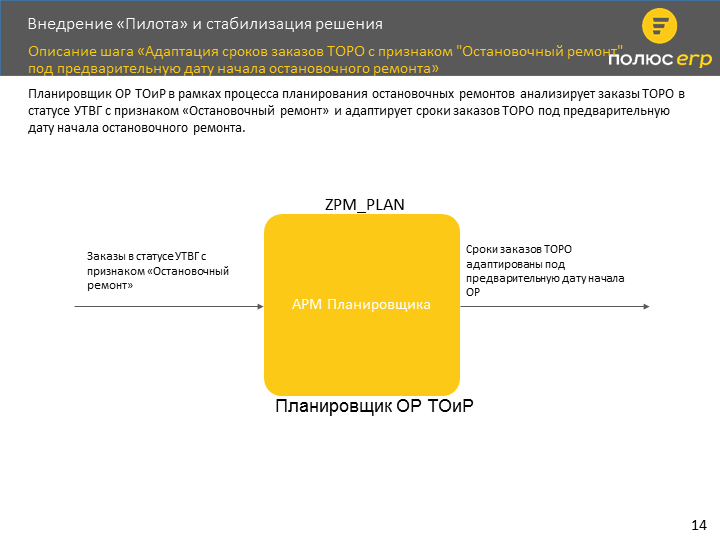 Внедрение «Пилота» и стабилизация решения
Описание шага «Адаптация сроков заказов ТОРО с признаком "Остановочный ремонт"
под предварительную дату начала остановочного ремонта»
ПОЛЮС erp
Планировщик ОР ТОиР в рамках процесса планирования остановочных ремонтов анализирует заказы ТОРО в
статусе УТВГ с признаком «Остановочный ремонт» и адаптирует сроки заказов ТОРО под предварительную
дату начала остановочного ремонта.
ZPM_PLAN
Заказы в статусе УТВГ с
признаком «Остановочный
ремонт»
АРМ Планировщика
Сроки заказов ТОРО
адаптированы под
предварительную дату начала
ОР
Планировщик ОР ТОиР
14